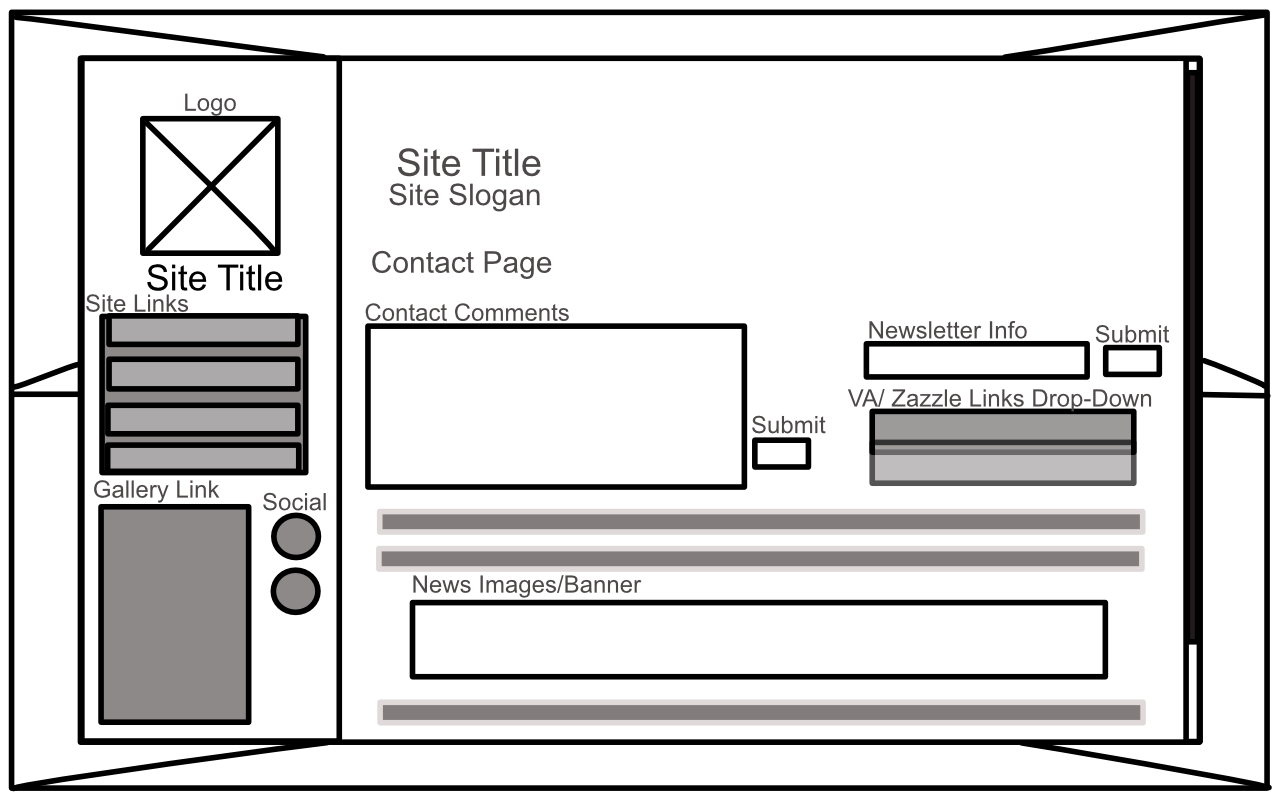 Logo
Site Title
Site Links
Gallery Link
Social
Site Title
Site Slogan
Contact Page
Contact Comments
Submit
Newsletter Info
Submit
VA/ Zazzle Links Drop-Down
News Images/Banner